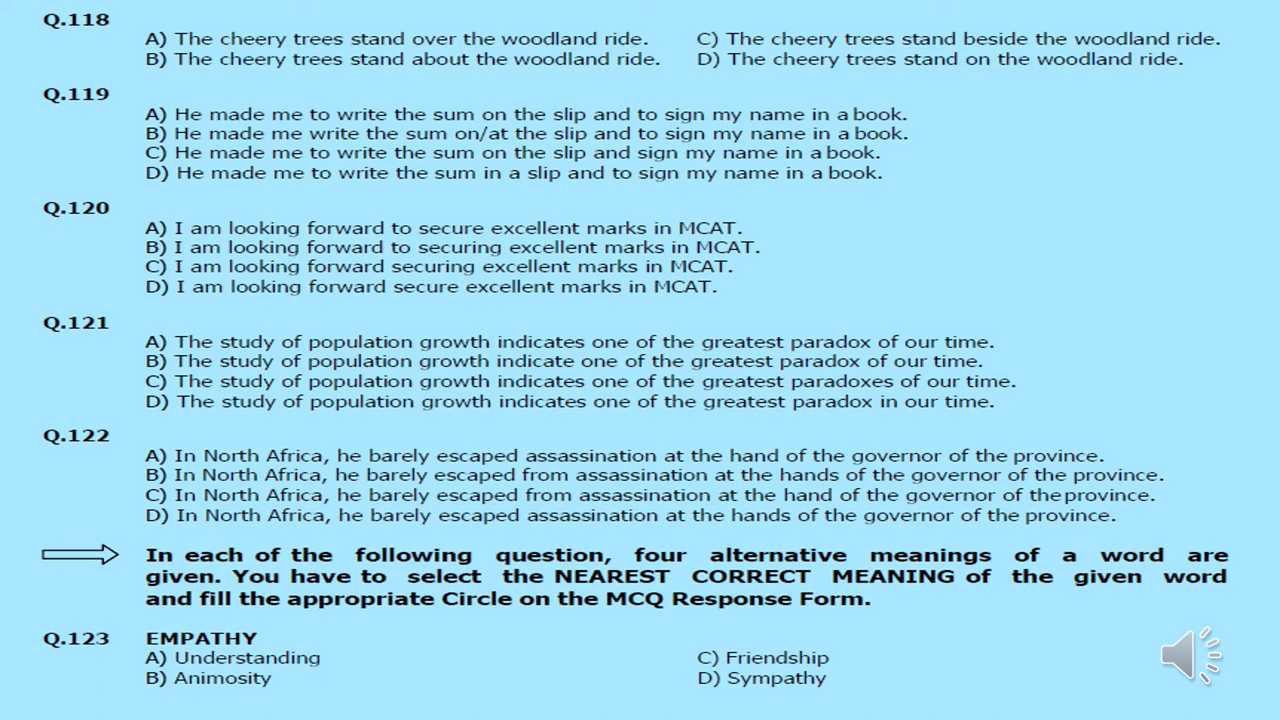 Q.118
A) The cheery trees stand over the woodland ride. C) The cheery trees stand beside the woodland ride.
B) The cheery trees stand about the woodland ride. D) The cheery trees stand on the woodland ride.
Q.119
A) He made me to write the sum on the slip and to sign my name in a book.
B) He made me write the sum on/at the slip and to sign my name in a book.
C) He made me to write the sum on the slip and sign my name in a book.
D) He made me to write the sum in a slip and to sign my name in a book.
Q.120
A) I am looking forward to secure excellent marks in MCAT.
B) I am looking forward to securing excellent marks in MCAT.
C) I am looking forward securing excellent marks in MCAT.
D) I am looking forward secure excellent marks in MCAT.
Q.121
A) The study of population growth indicates one of the greatest paradox of our time.
B) The study of population growth indicate one of the greatest paradox of our time.
C) The study of population growth indicates one of the greatest paradoxes of our time.
D) The study of population growth indicates one of the greatest paradox in our time.
Q.122
A) In North Africa, he barely escaped assassination at the hand of the governor of the province.
B) In North Africa, he barely escaped from assassination at the hands of the governor of the province.
C) In North Africa, he barely escaped from assassination at the hand of the governor of the province.
D) In North Africa, he barely escaped assassination at the hands of the governor of the province.
In each of the following question, four alternative meanings of a word are
given. You have to select the NEAREST CORRECT MEANING of the given word
and fill the appropriate Circle on the MCQ Response Form.
Q.123 EMPATHY
A) Understanding C) Friendship
B) Animosity D) Sympathy